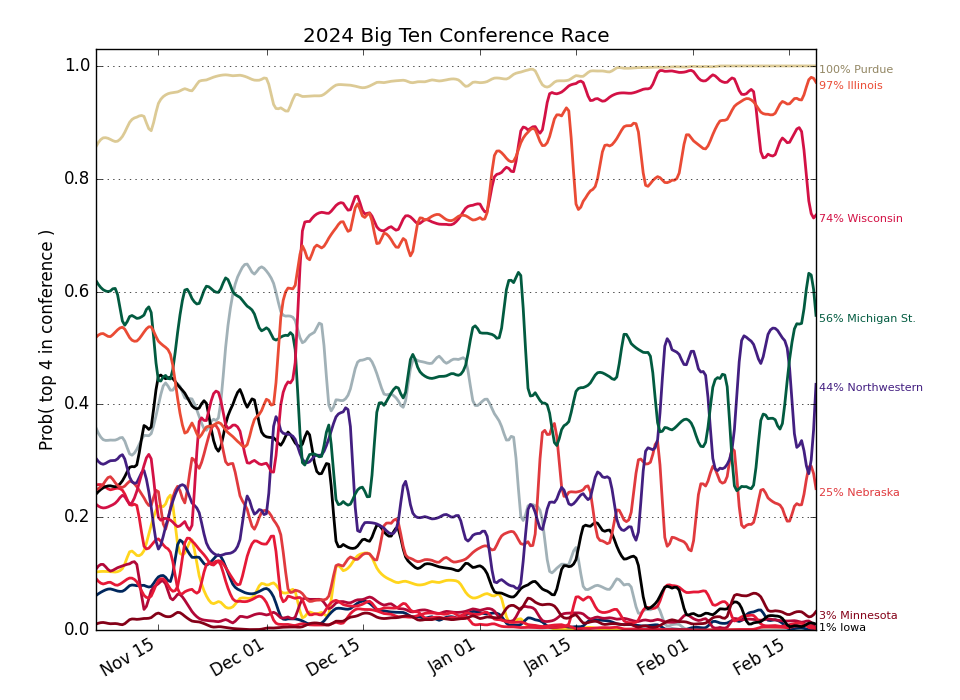 2024 Big Ten Conference Race
Prob( top 4 in conference )
1.0
0.8
0.6
0.4
0.2
0.0
Nov 15
Dec 01
Dec 15
Jan 01
Jan 15
Feb 01
Feb 15
100% Purdue
97% Illinois
74% Wisconsin
56% Michigan St.
44% Northwestern
25% Nebraska
3% Minnesota
1% Iowa